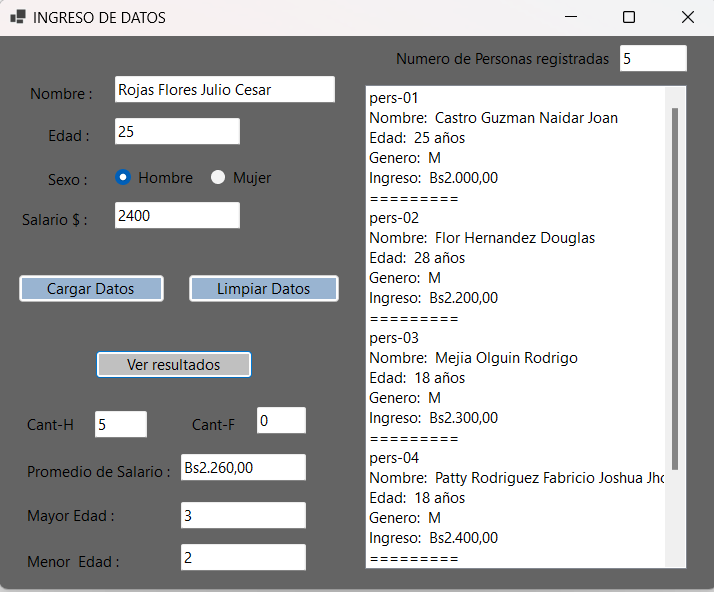 INGRESO DE DATOS
Numero de Personas registradas 5
Nombre : Rojas Flores Julio Cesar
Edad : 25
Sexo : Hombre Mujer
Salario $ : 2400
Cargar Datos Limpiar Datos
Ver resultados
Cant-H 5 Cant-F 0
Promedio de Salario : Bs2.260,00
Mayor Edad : 3
Menor Edad : 2
pers-01
Nombre: Castro Guzman Naidar Joan
Edad: 25 años
Genero: M
Ingreso: Bs2.000,00
=========
pers-02
Nombre: Flor Hernandez Douglas
Edad: 28 años
Genero: M
Ingreso: Bs2.200,00
=========
pers-03
Nombre: Mejia Olguin Rodrigo
Edad: 18 años
Genero: M
Ingreso: Bs2.300,00
=========
pers-04
Nombre: Patty Rodriguez Fabricio Joshua
Edad: 18 años
Genero: M
Ingreso: Bs2.400,00
=========